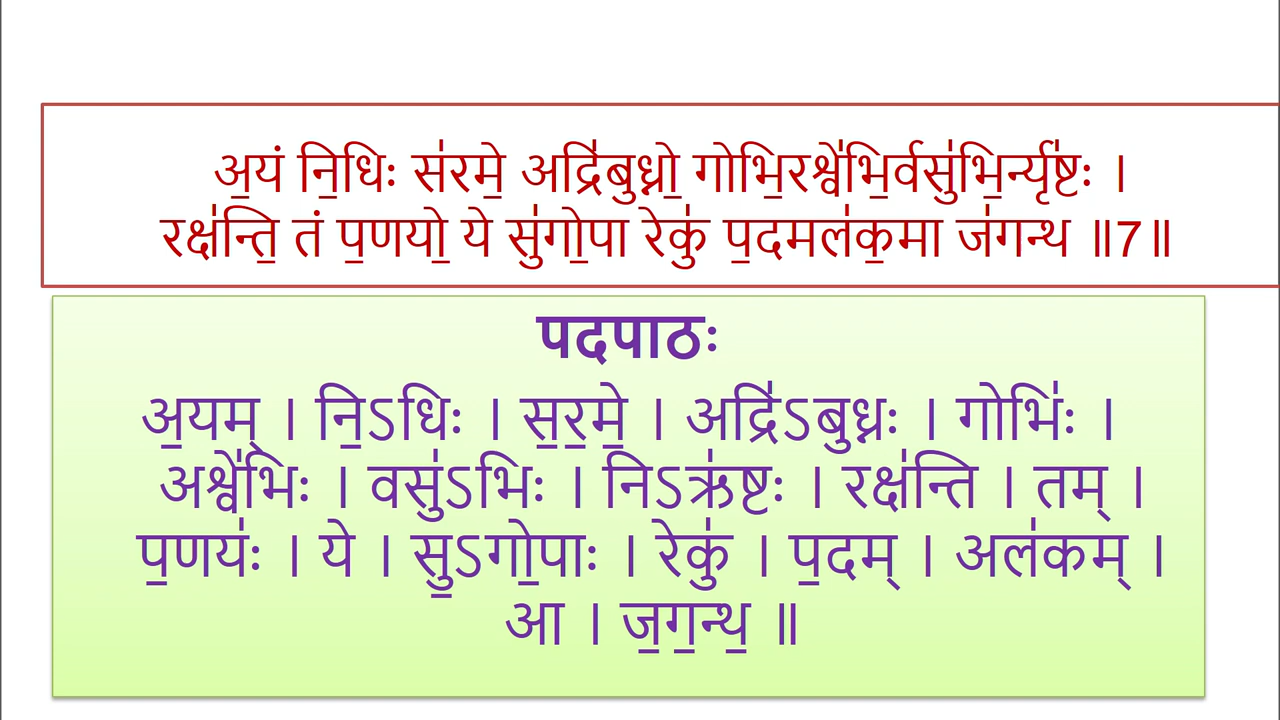 अ॒यं नि॒धिः स॑रमे॒ अद्रि॑बुध्नो॒ गोभि॒रश्वे॑भि॒र्वसु॑भि॒र्न्यृ॑ष्टः ।
रक्ष॑न्ति॒ तं प॒णयो॒ ये सु॑गो॒पा रेकु॑ प॒दमल॑क॒मा ज॑गन्थ ॥7॥
पदपाठः
अ॒यम् । नि॒ऽधिः । स॒र॒मे॒ । अद्रि॑ऽबुध्नः । गोभिः॑ ।
अश्वे॑भिः । वसु॑ऽभिः । निऽऋ॑ष्टः । रक्ष॑न्ति । तम् ।
प॒णयः॑ । ये । सु॒ऽगो॒पाः । रेकु॑ । प॒दम् । अल॑कम् ।
आ । ज॒ग॒न्थ॒ ॥